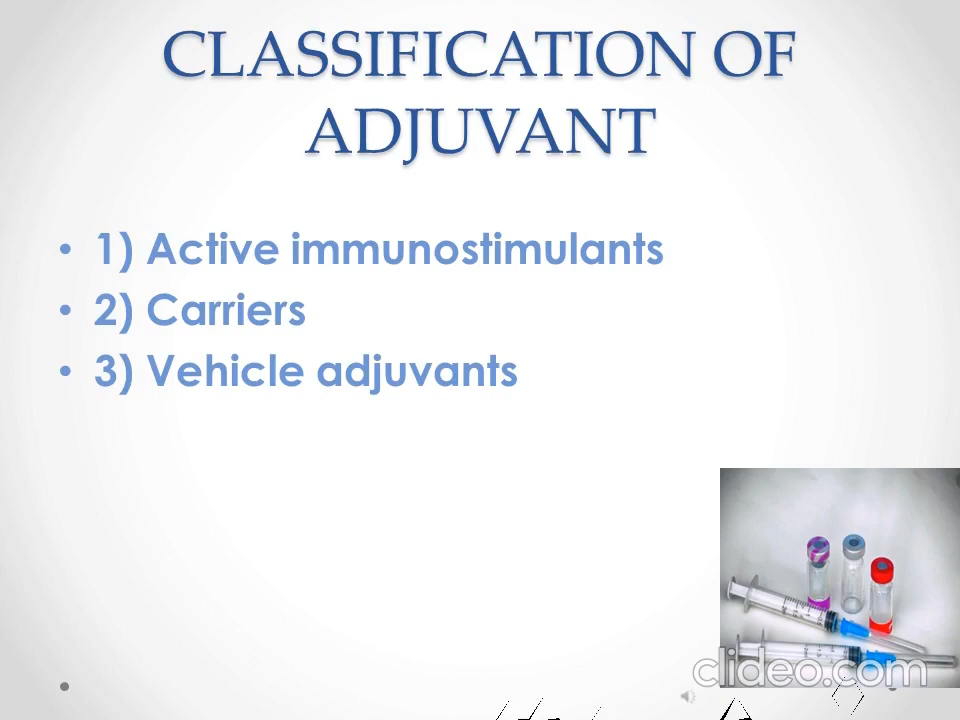 CLASSIFICATION OF
ADJUVANT
• 1) Active immunostimulants
• 2) Carriers
• 3) Vehicle adjuvants
clideo.com